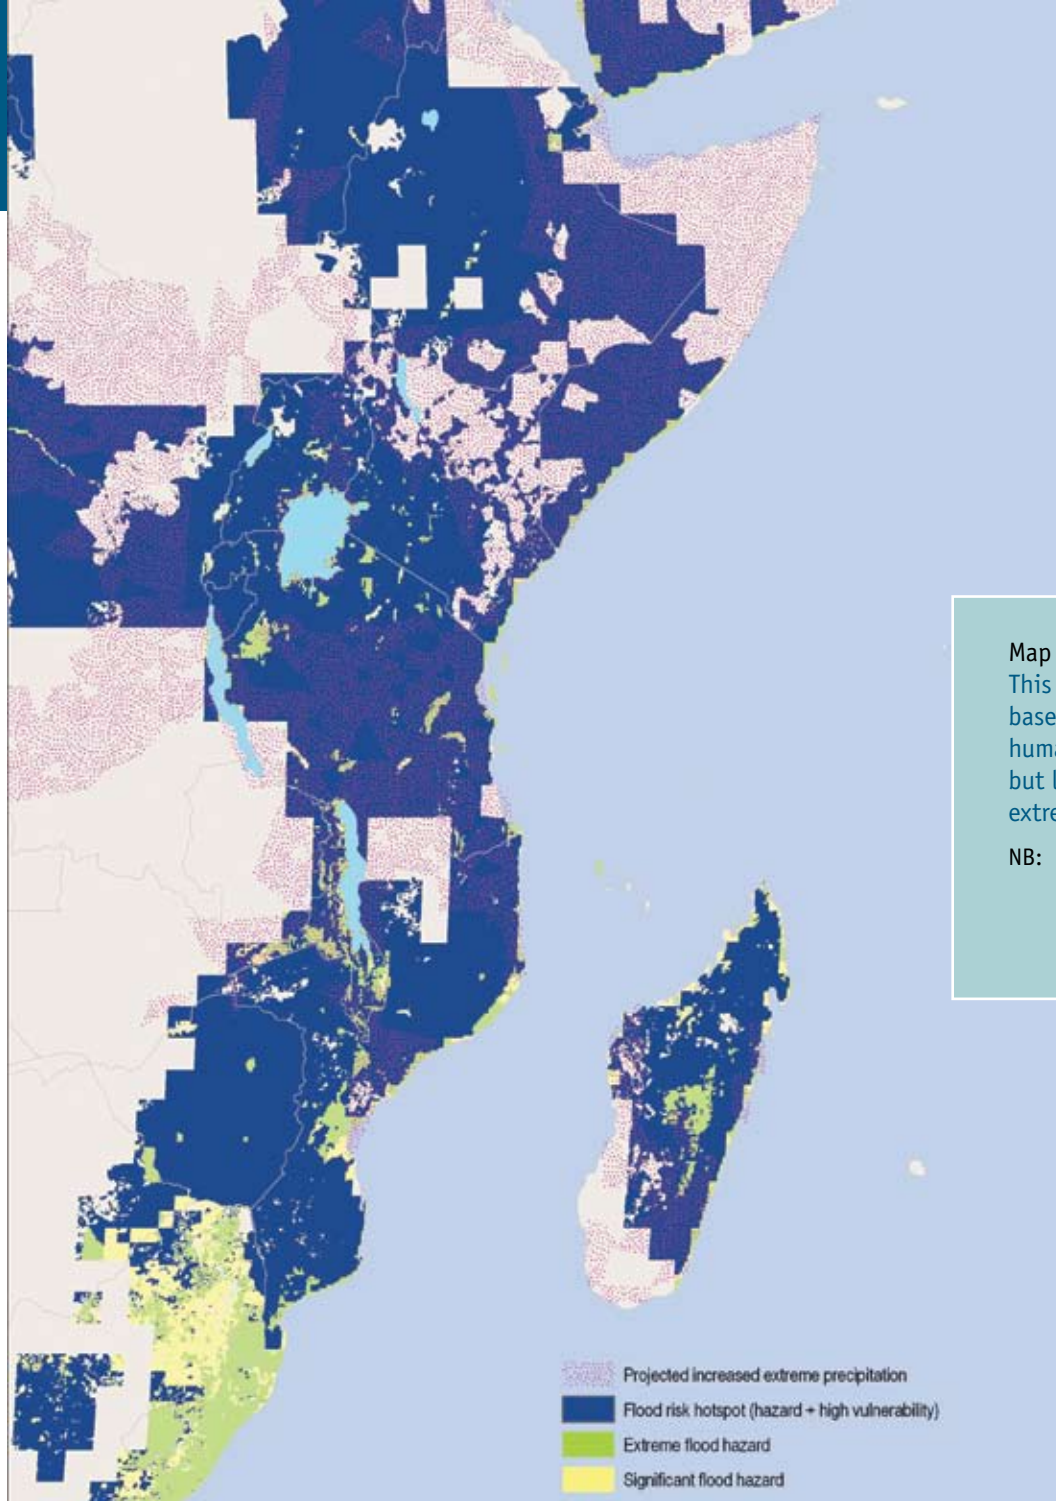 Map
This
base
huma
but l
extre
NB:
Projected increased extreme precipitation
Flood risk hotspot (hazard + high vulnerability)
Extreme flood hazard
Significant flood hazard